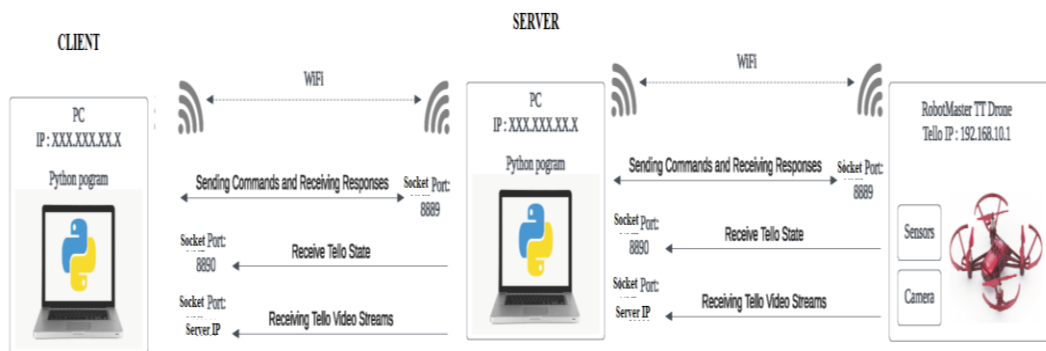 SERVER
CLIENT
WiFi
WiFi
PC
IP : XXX.XXX.XX.X
Python pogram
PC
IP : XXX.XXX.XX.X
Python pogram
RobotMaster TT Drone
Tello IP : 192.168.10.1
Sending Commands and Receiving Responses
Socket Port:
8889
Sending Commands and Receiving Responses
Socket Port:
8889
Socket Port:
8890
Receive Tello State
Socket Port:
8890
Receive Tello State
Sensors
Socket Port:
Server IP
Receiving Tello Video Streams
Socket Port:
Server IP
Receiving Tello Video Streams
Camera